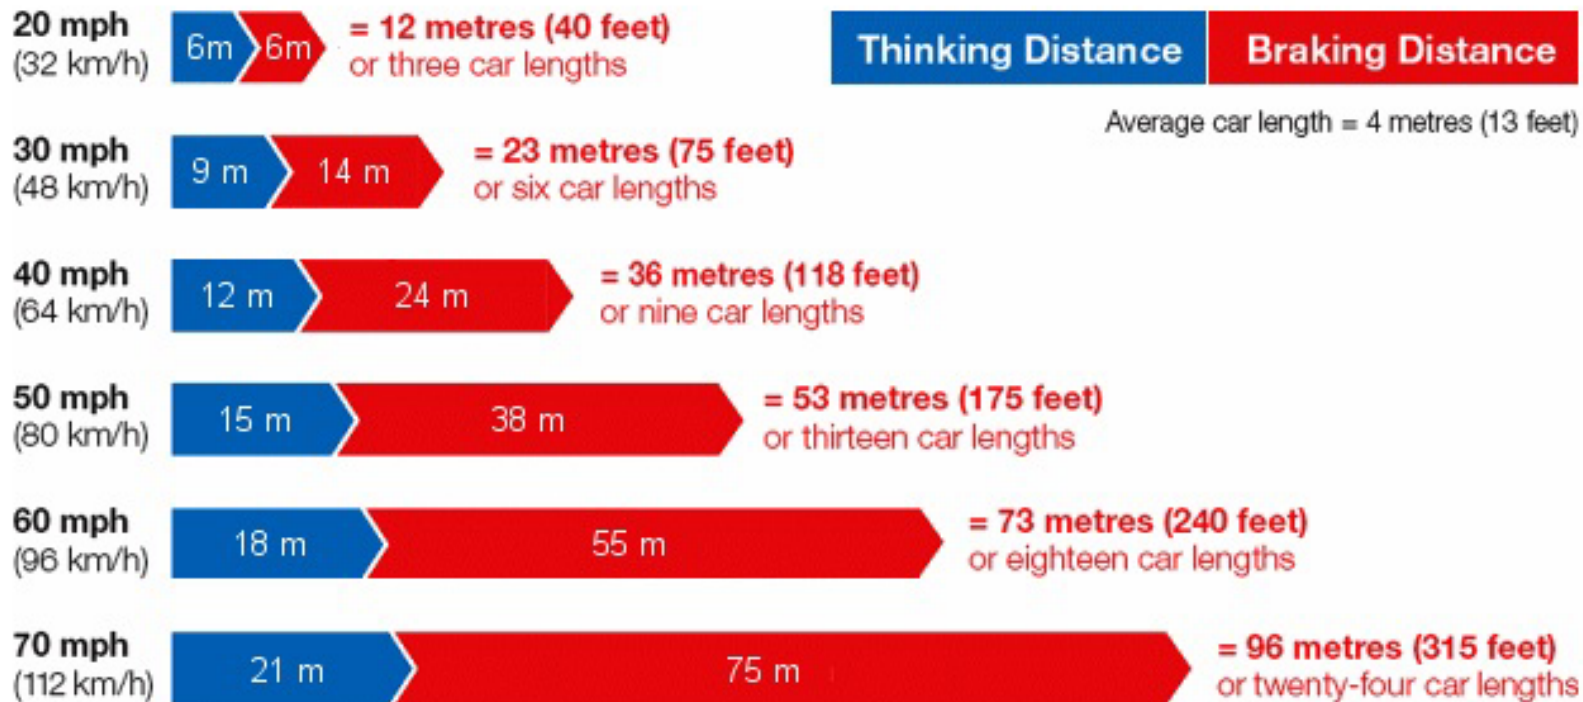 20 mph
(32 km/h)
6m
6m
= 12 metres (40 feet)
or three car lengths
Thinking Distance
Braking Distance
Average car length = 4 metres (13 feet)
30 mph
(48 km/h)
9 m
14 m
= 23 metres (75 feet)
or six car lengths
40 mph
(64 km/h)
12 m
24 m
= 36 metres (118 feet)
or nine car lengths
50 mph
(80 km/h)
15 m
38 m
= 53 metres (175 feet)
or thirteen car lengths
60 mph
(96 km/h)
18 m
55 m
= 73 metres (240 feet)
or eighteen car lengths
70 mph
(112 km/h)
21 m
75 m
= 96 metres (315 feet)
or twenty-four car lengths